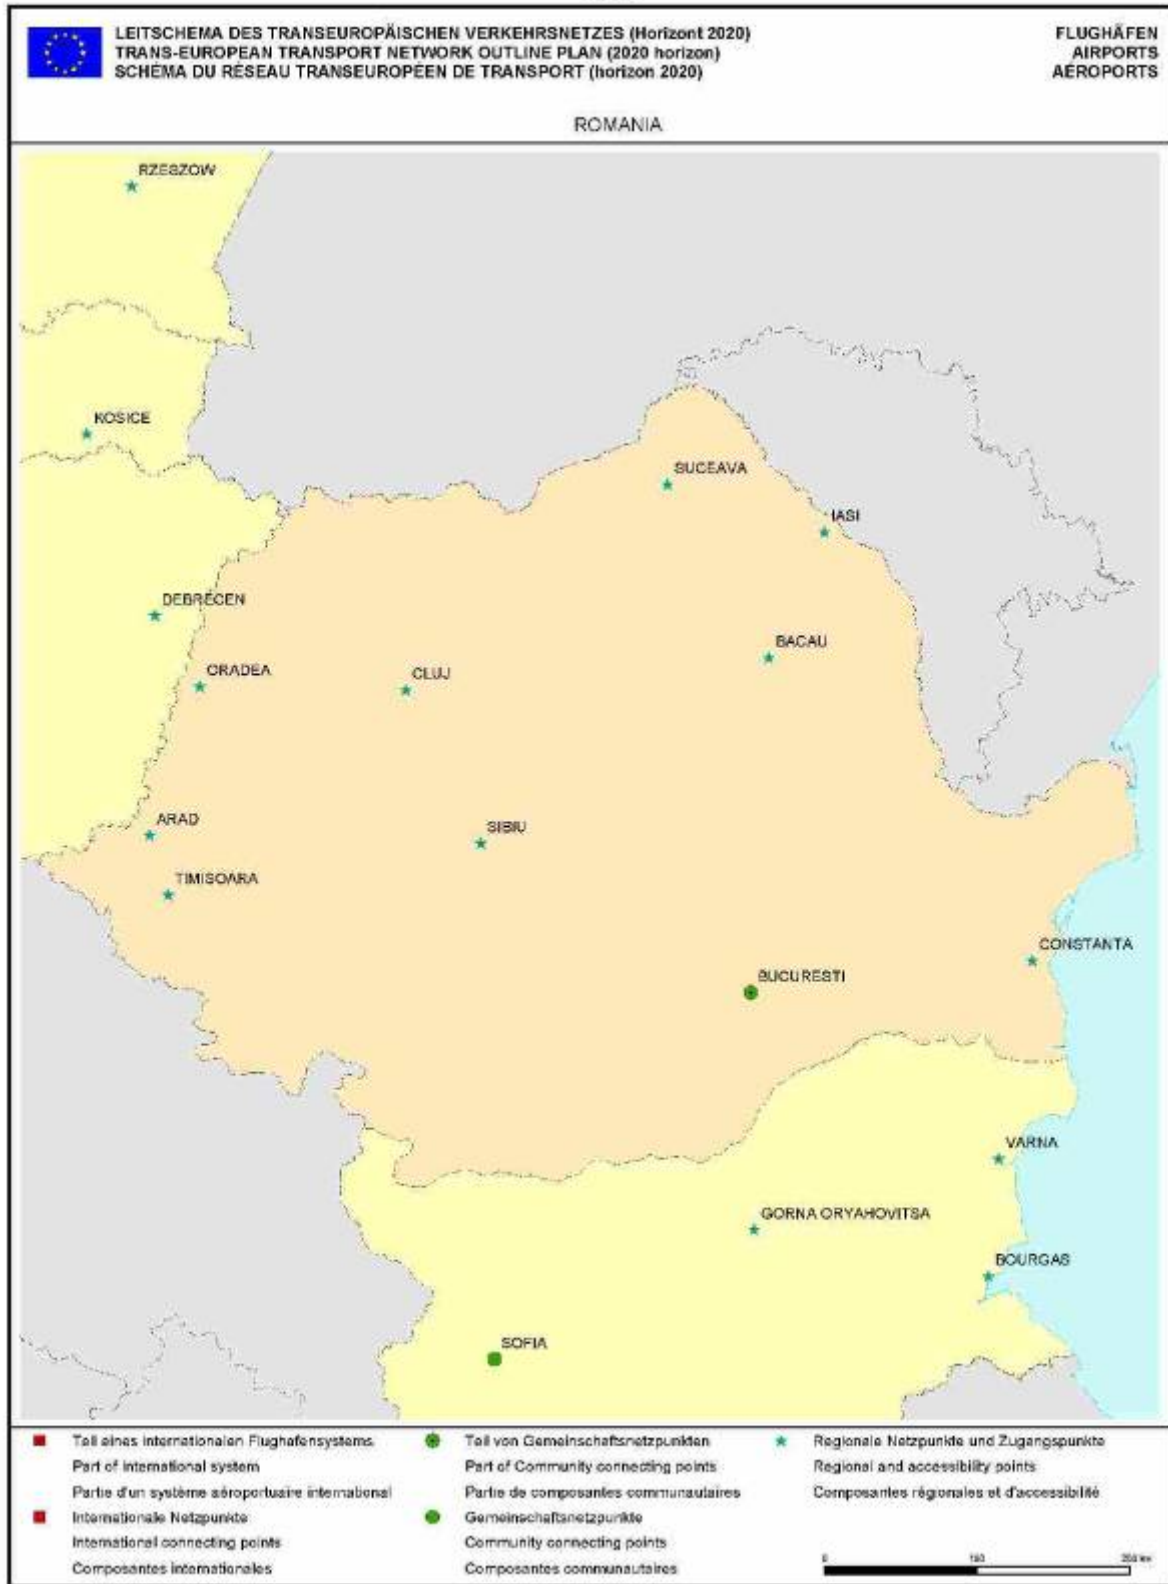 LEITSCHEMA DES TRANSEUROPÄISCHEN VERKEHRSNETZES (Horizont 2020)
TRANS-EUROPEAN TRANSPORT NETWORK OUTLINE PLAN (2020 horizon)
SCHÉMA DU RÉSEAU TRANSEUROPÉEN DE TRANSPORT (horizon 2020)
FLUGHÄFEN
AIRPORTS
AÉROPORTS
ROMANIA
RZESZOW
KOSICE
SUCEAVA
IASI
DEBRECEN
BACAU
ORADEA
CLUJ
ARAD
SIBIU
TIMISOARA
CONSTANTA
BUCURESTI
VARNA
GORNA ORYAHOVITSA
BOURGAS
SOFIA
Teil eines internationalen Flughafensystems
Part of international system
Partie d'un système aéroportuaire international
Internationale Netzpunkte
International connecting points
Composantes internationales
Teil von Gemeinschaftsnetzpunkten
Part of Community connecting points
Partie de composantes communautaires
Gemeinschaftsnetzpunkte
Community connecting points
Composantes communautaires
Regionale Netzpunkte und Zugangspunkte
Regional and accessibility points
Composantes régionales et d'accessibilité
0